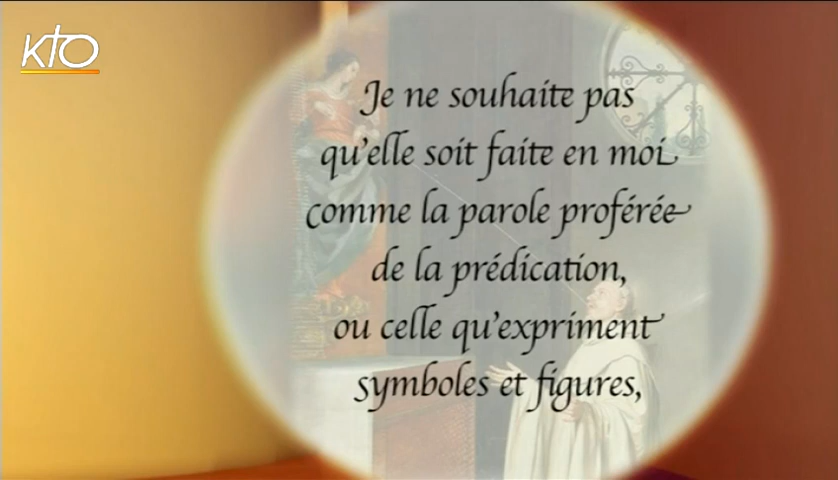 KTO
Je ne souhaite pas
qu'elle soit faite en moi
comme la parole proférée
de la prédication,
ou celle qu'expriment
symboles et figures,